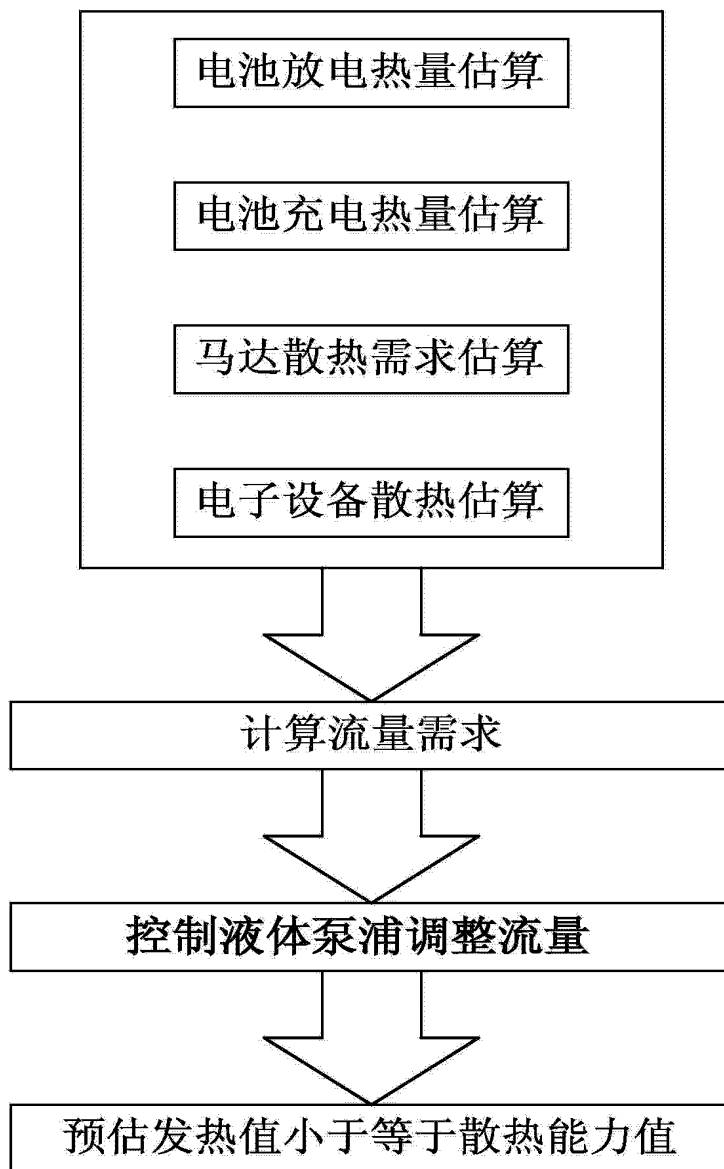 电池放电热量估算
电池充电热量估算
马达散热需求估算
电子设备散热估算
计算流量需求
控制液体泵浦调整流量
预估发热值小于等于散热能力值